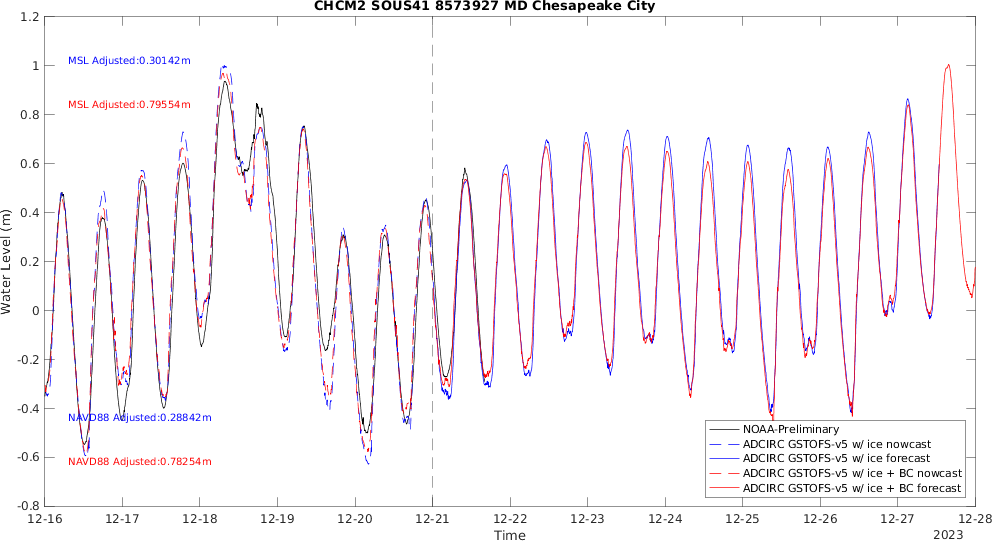 CHCM2 SOUS41 8573927 MD Chesapeake City
1.2
1
0.8
0.6
0.4
0.2
0
-0.2
-0.4
-0.6
-0.8
Water Level (m)
MSL Adjusted:0.30142m
MSL Adjusted:0.79554m
NAVD88 Adjusted:0.28842m
NAVD88 Adjusted:0.78254m
NOAA-Preliminary
ADCIRC GSTOFS-v5 w/ ice nowcast
ADCIRC GSTOFS-v5 w/ ice forecast
ADCIRC GSTOFS-v5 w/ ice + BC nowcast
ADCIRC GSTOFS-v5 w/ ice + BC forecast
12-16 12-17 12-18 12-19 12-20 12-21 12-22 12-23 12-24 12-25 12-26 12-27 12-28
Time
2023